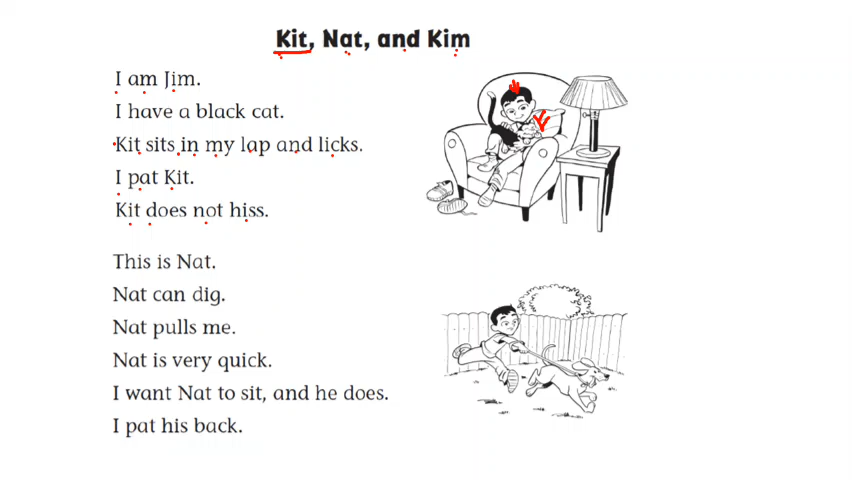 Kit, Nat, and Kim
I am Jim.
I have a black cat.
Kit sits in my lap and licks.
I pat Kit.
Kit does not hiss.
This is Nat.
Nat can dig.
Nat pulls me.
Nat is very quick.
I want Nat to sit, and he does.
I pat his back.